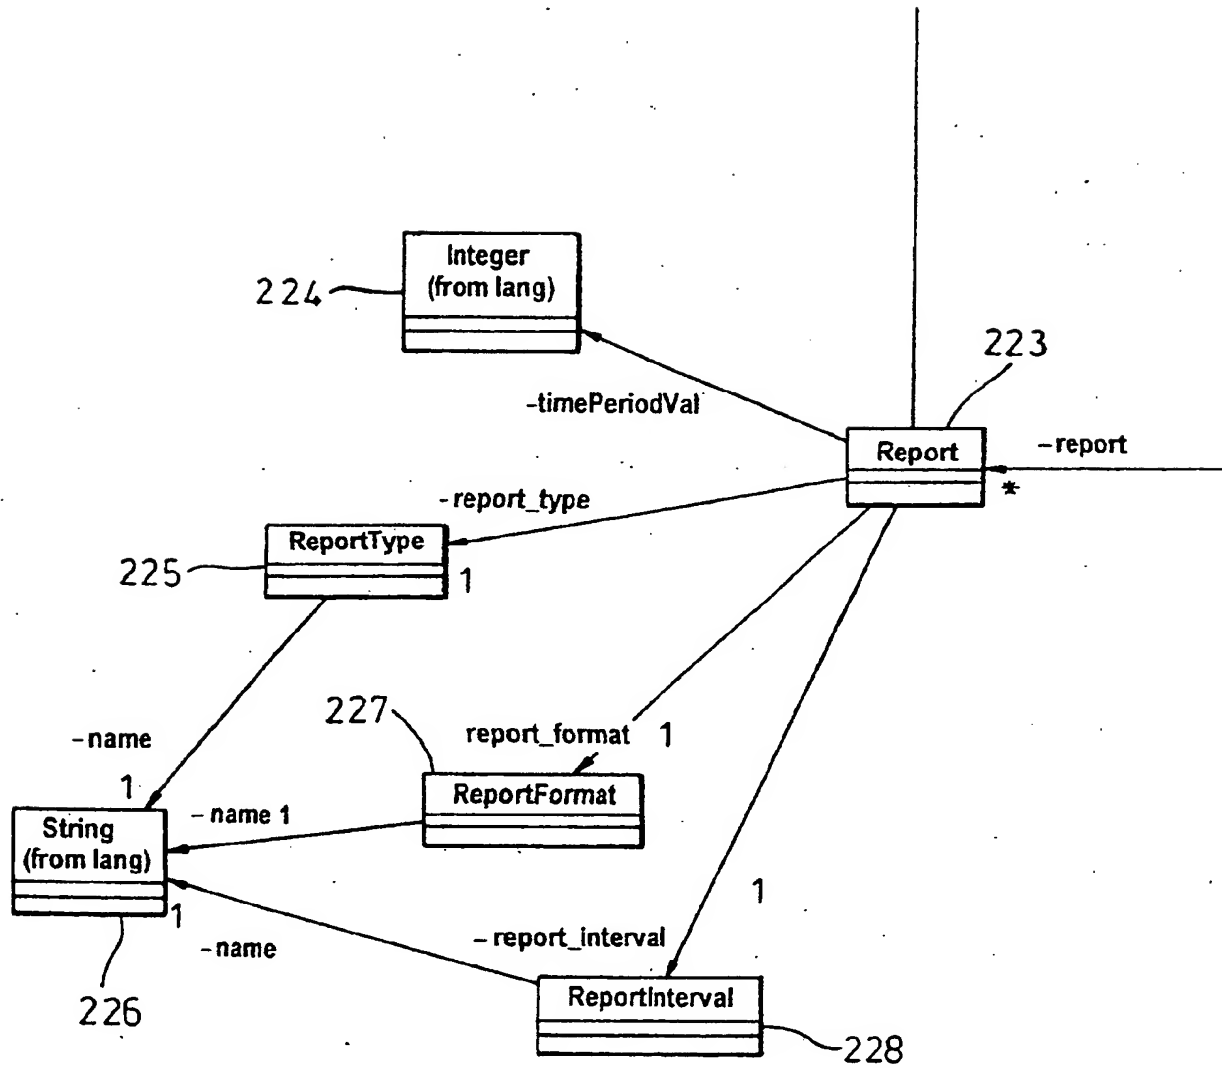 Integer
(from lang)
224
223
-timePeriodVal
Report
-report
*
-report_type
ReportType
225
1
227
-name
report_format 1
1
ReportFormat
-name 1
String
(from lang)
1
1
-report_interval
-name
ReportInterval
226
228